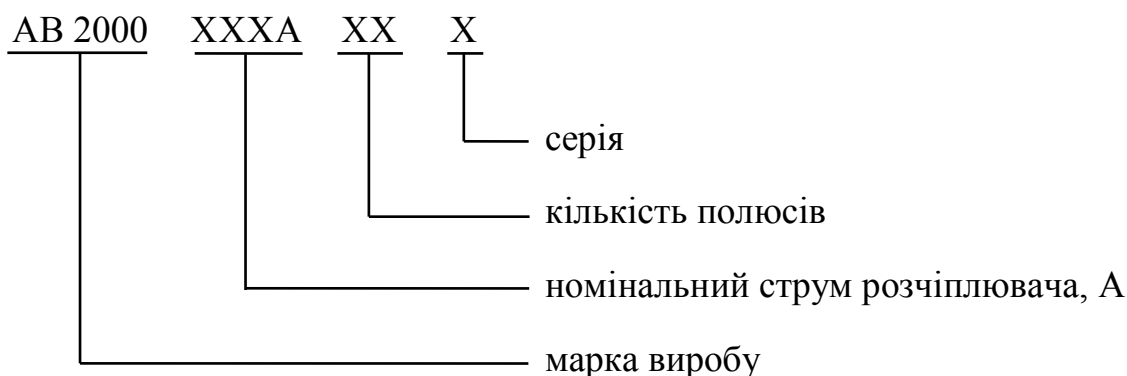 АВ 2000 ХХХА ХХ Х
серія
кількість полюсів
номінальний струм розчіплювача, А
марка виробу